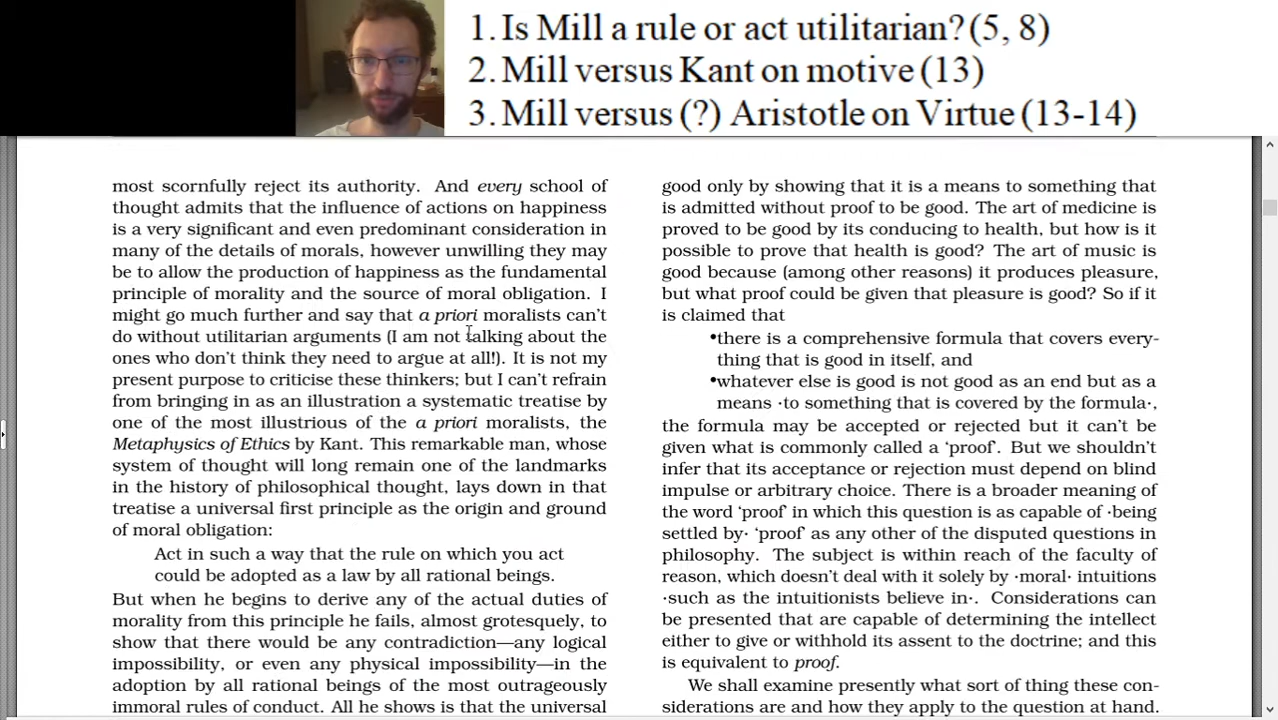 1. Is Mill a rule or act utilitarian? (5, 8)
2. Mill versus Kant on motive (13)
3. Mill versus (?) Aristotle on Virtue (13-14)
most scornfully reject its authority. And every school of
thought admits that the influence of actions on happiness
is a very significant and even predominant consideration in
many of the details of morals, however unwilling they may
be to allow the production of happiness as the fundamental
principle of morality and the source of moral obligation. I
might go much further and say that a priori moralists can't
do without utilitarian arguments (I am not talking about the
ones who don't think they need to argue at all!). It is not my
present purpose to criticise these thinkers; but I can't refrain
from bringing in as an illustration a systematic treatise by
one of the most illustrious of the a priori moralists, the
Metaphysics of Ethics by Kant. This remarkable man, whose
system of thought will long remain one of the landmarks
in the history of philosophical thought, lays down in that
treatise a universal first principle as the origin and ground
of moral obligation:
Act in such a way that the rule on which you act
could be adopted as a law by all rational beings.
But when he begins to derive any of the actual duties of
morality from this principle he fails, almost grotesquely, to
show that there would be any contradiction—any logical
impossibility, or even any physical impossibility—in the
adoption by all rational beings of the most outrageously
immoral rules of conduct. All he shows is that the universal
good only by showing that it is a means to something that
is admitted without proof to be good. The art of medicine is
proved to be good by its conducing to health, but how is it
possible to prove that health is good? The art of music is
good because (among other reasons) it produces pleasure,
but what proof could be given that pleasure is good? So if it
is claimed that
•there is a comprehensive formula that covers every-
thing that is good in itself, and
•whatever else is good is not good as an end but as a
means ·to something that is covered by the formula·,
the formula may be accepted or rejected but it can't be
given what is commonly called a 'proof'. But we shouldn't
infer that its acceptance or rejection must depend on blind
impulse or arbitrary choice. There is a broader meaning of
the word 'proof' in which this question is as capable of ·being
settled by· 'proof' as any other of the disputed questions in
philosophy. The subject is within reach of the faculty of
reason, which doesn't deal with it solely by ·moral· intuitions
·such as the intuitionists believe in·. Considerations can
be presented that are capable of determining the intellect
either to give or withhold its assent to the doctrine; and this
is equivalent to proof.
We shall examine presently what sort of thing these con-
siderations are and how they apply to the question at hand.